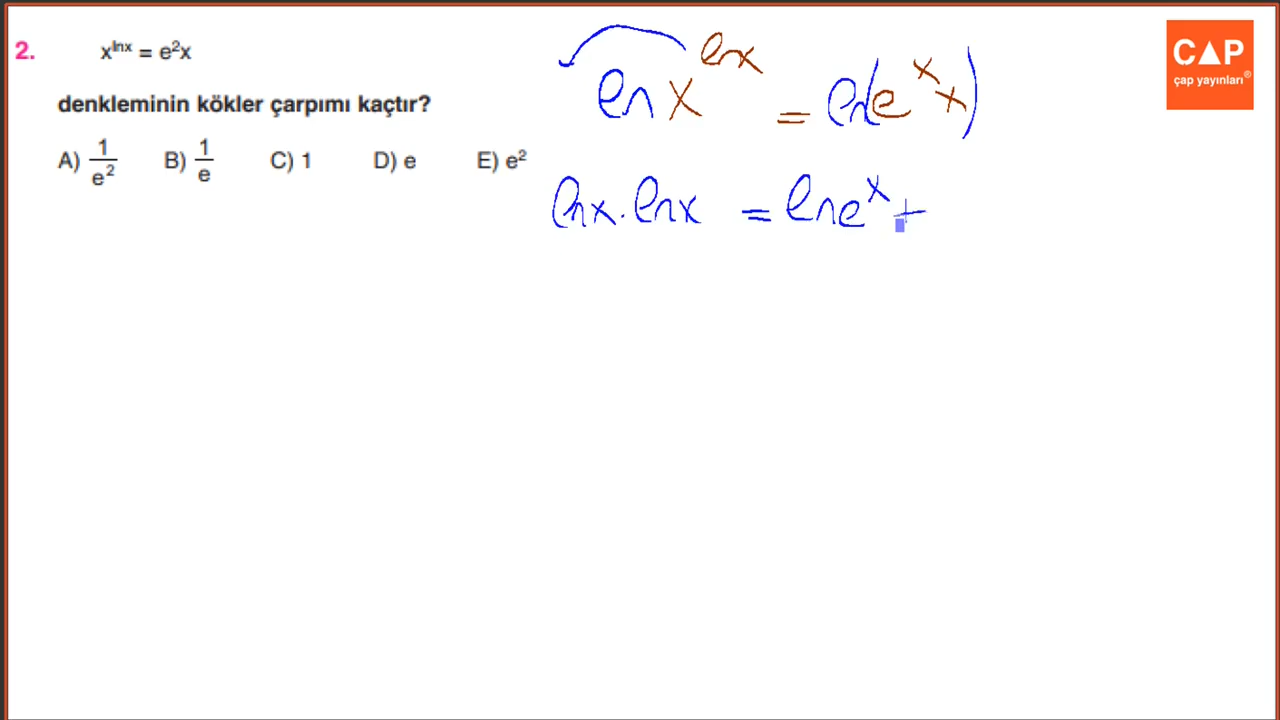 2. x^lnx = e²x
denkleminin kökler çarpımı kaçtır?
A) 1/e² B) 1/e C) 1 D) e E) e²
ln x^lnx = ln(e^x x)
lnx · lnx = lne^x +
ÇAP
çap yayınları®